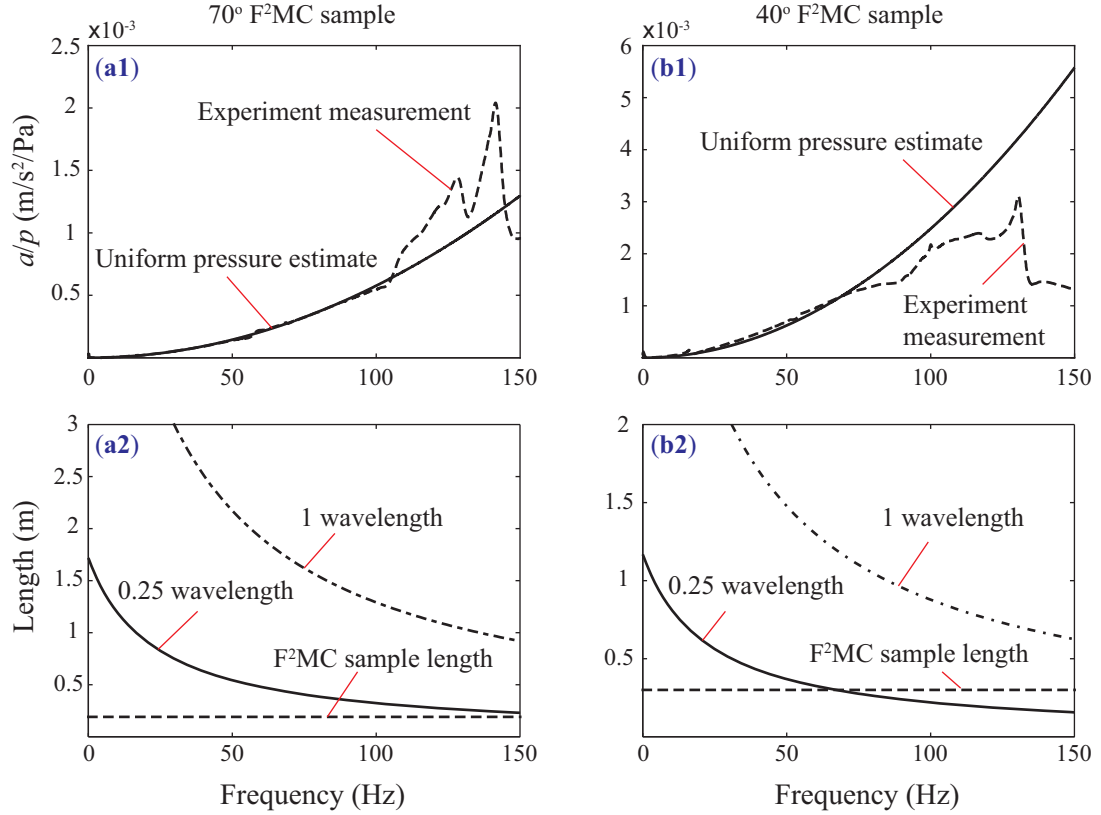 70° F²MC sample
40° F²MC sample
×10⁻³
(a1)
2.5
2
1.5
1
0.5
a/p (m/s²/Pa)
Experiment measurement
Uniform pressure estimate
0
50
100
150
×10⁻³
(b1)
6
5
4
3
2
1
0
Uniform pressure estimate
Experiment
measurement
0
50
100
150
(a2)
3
2.5
2
1.5
1
0.5
Length (m)
1 wavelength
0.25 wavelength
F²MC sample length
0
50
100
150
Frequency (Hz)
(b2)
2
1.5
1
0.5
1 wavelength
0.25 wavelength
F²MC sample length
0
50
100
150
Frequency (Hz)